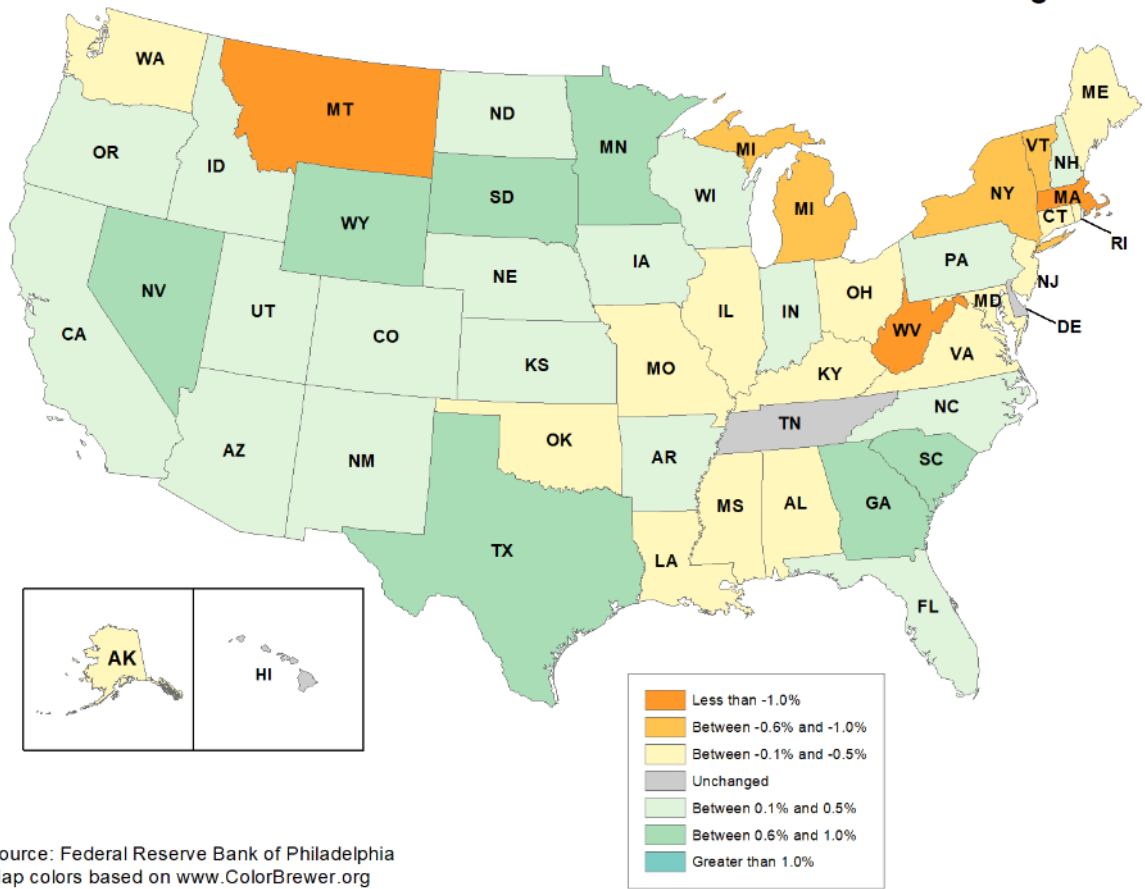 g
WA
MT
ND
ME
OR
ID
MN
MI
VT
NH
WY
SD
WI
MI
NY
MA
CT
RI
NV
NE
IA
PA
NJ
UT
CA
CO
IL
IN
OH
MD
DE
WV
VA
KS
MO
KY
NC
AZ
NM
OK
AR
TN
SC
MS
AL
GA
TX
LA
FL
AK
HI
Less than -1.0%
Between -0.6% and -1.0%
Between -0.1% and -0.5%
Unchanged
Between 0.1% and 0.5%
Between 0.6% and 1.0%
Greater than 1.0%
ource: Federal Reserve Bank of Philadelphia
ap colors based on www.ColorBrewer.org